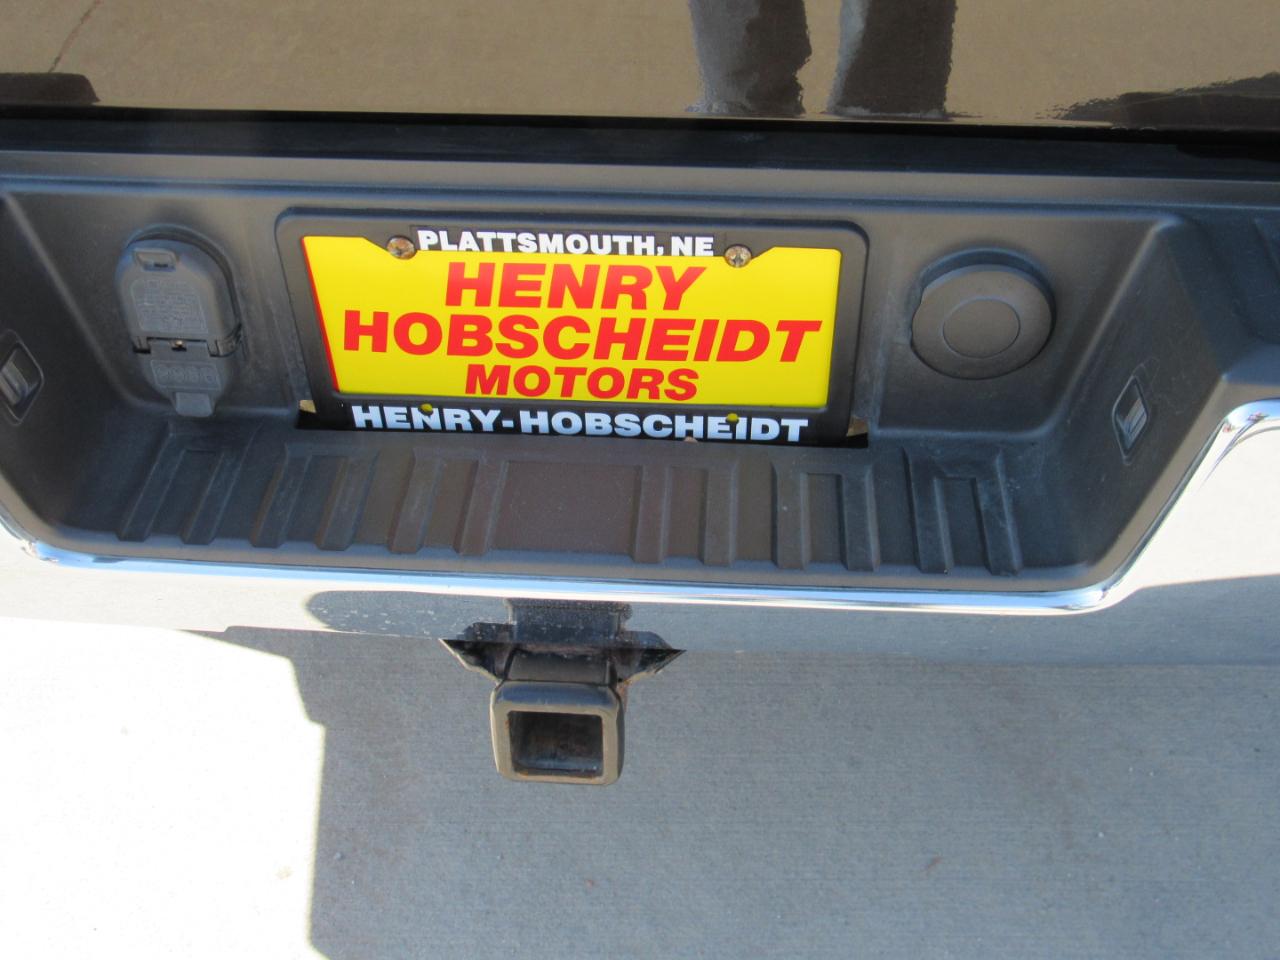 PLATTSMOUTH, NE
HENRY
HOBSCHEIDT
MOTORS
HENRY-HOBSCHEIDT